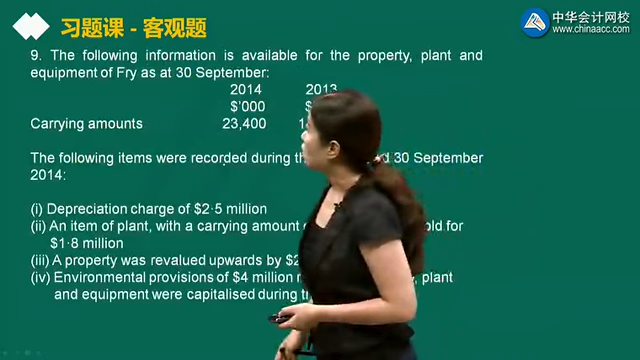 习题课 - 客观题
中华会计网校
www.chinaacc.com
9. The following information is available for the property, plant and
equipment of Fry as at 30 September:
2014 2013
$'000 $
Carrying amounts 23,400
The following items were recorded during 30 September
2014:
(i) Depreciation charge of $2·5 million
(ii) An item of plant, with a carrying amount for
$1·8 million
(iii) A property was revalued upwards by $2
(iv) Environmental provisions of $4 million plant
and equipment were capitalised during